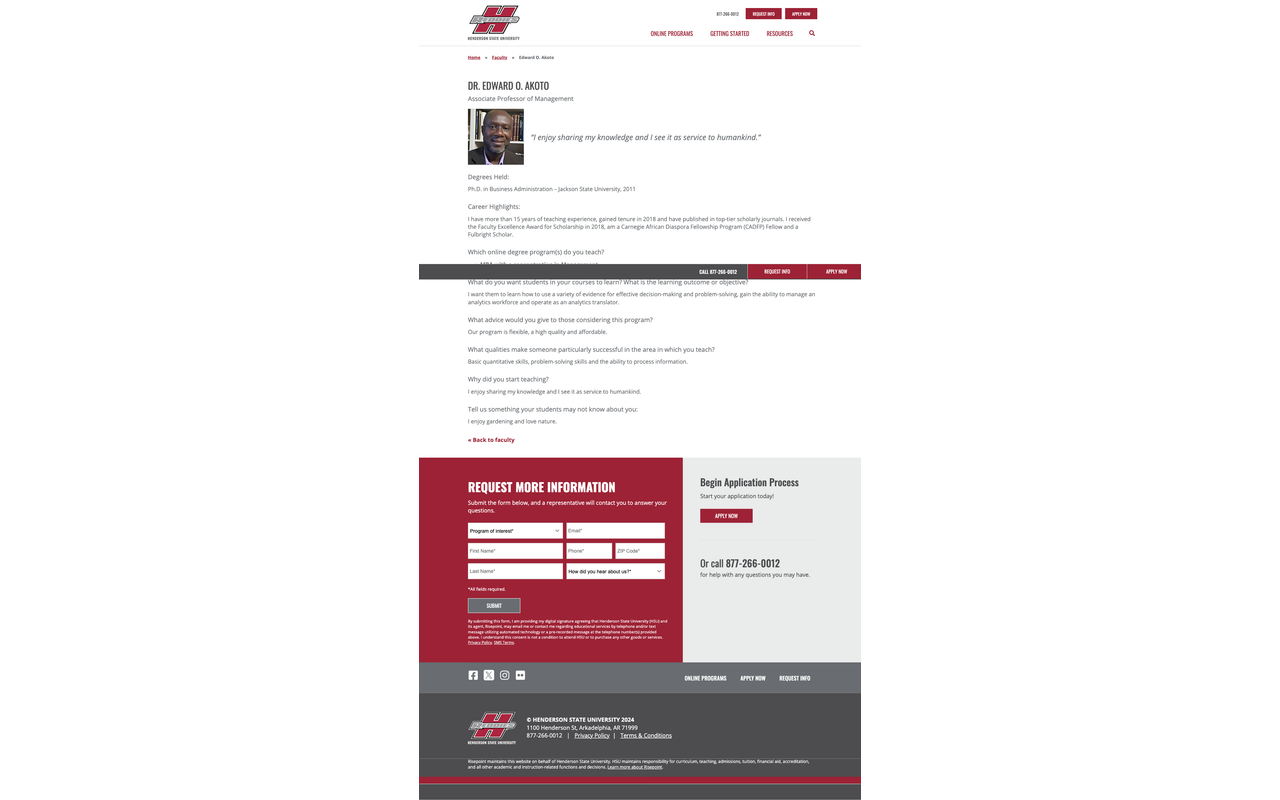 REDDIES
HENDERSON STATE UNIVERSITY
877-266-0012
REQUEST INFO
APPLY NOW
ONLINE PROGRAMS
GETTING STARTED
RESOURCES
Home » Faculty » Edward O. Akoto
DR. EDWARD O. AKOTO
Associate Professor of Management
"I enjoy sharing my knowledge and I see it as service to humankind."
Degrees Held:
Ph.D. in Business Administration – Jackson State University, 2011
Career Highlights:
I have more than 15 years of teaching experience, gained tenure in 2018 and have published in top-tier scholarly journals. I received
the Faculty Excellence Award for Scholarship in 2018, am a Carnegie African Diaspora Fellowship Program (CADFP) Fellow and a
Fulbright Scholar.
Which online degree program(s) do you teach?
CALL 877-266-0012
REQUEST INFO
APPLY NOW
What do you want students in your courses to learn? What is the learning outcome or objective?
I want them to learn how to use a variety of evidence for effective decision-making and problem-solving, gain the ability to manage an
analytics workforce and operate as an analytics translator.
What advice would you give to those considering this program?
Our program is flexible, a high quality and affordable.
What qualities make someone particularly successful in the area in which you teach?
Basic quantitative skills, problem-solving skills and the ability to process information.
Why did you start teaching?
I enjoy sharing my knowledge and I see it as service to humankind.
Tell us something your students may not know about you:
I enjoy gardening and love nature.
« Back to faculty
REQUEST MORE INFORMATION
Submit the form below, and a representative will contact you to answer your
questions.
Program of interest*
Email*
First Name*
Phone*
ZIP Code*
Last Name*
How did you hear about us?*
*All fields required.
SUBMIT
By submitting this form, I am providing my digital signature agreeing that Henderson State University (HSU) and
its agent, Risepoint, may email me or contact me regarding educational services by telephone and/or text
message utilizing automated technology or a pre-recorded message at the telephone number(s) provided
above. I understand this consent is not a condition to attend HSU or to purchase any other goods or services.
Privacy Policy. SMS Terms.
Begin Application Process
Start your application today!
APPLY NOW
Or call 877-266-0012
for help with any questions you may have.
ONLINE PROGRAMS
APPLY NOW
REQUEST INFO
REDDIES
HENDERSON STATE UNIVERSITY
© HENDERSON STATE UNIVERSITY 2024
1100 Henderson St, Arkadelphia, AR 71999
877-266-0012 | Privacy Policy | Terms & Conditions
Risepoint maintains this website on behalf of Henderson State University. HSU maintains responsibility for curriculum, teaching, admissions, tuition, financial aid, accreditation,
and all other academic and instruction-related functions and decisions. Learn more about Risepoint.